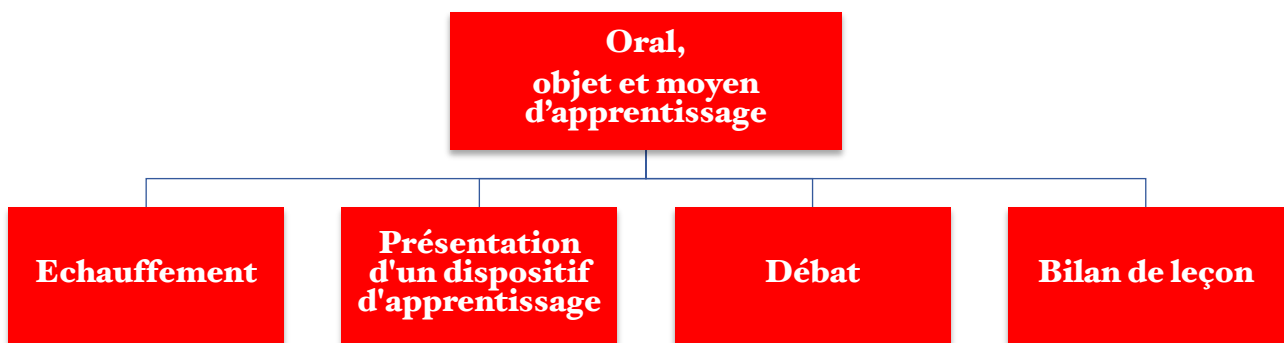 Oral,
objet et moyen
d’apprentissage
Echauffement
Présentation
d'un dispositif
d'apprentissage
Débat
Bilan de leçon